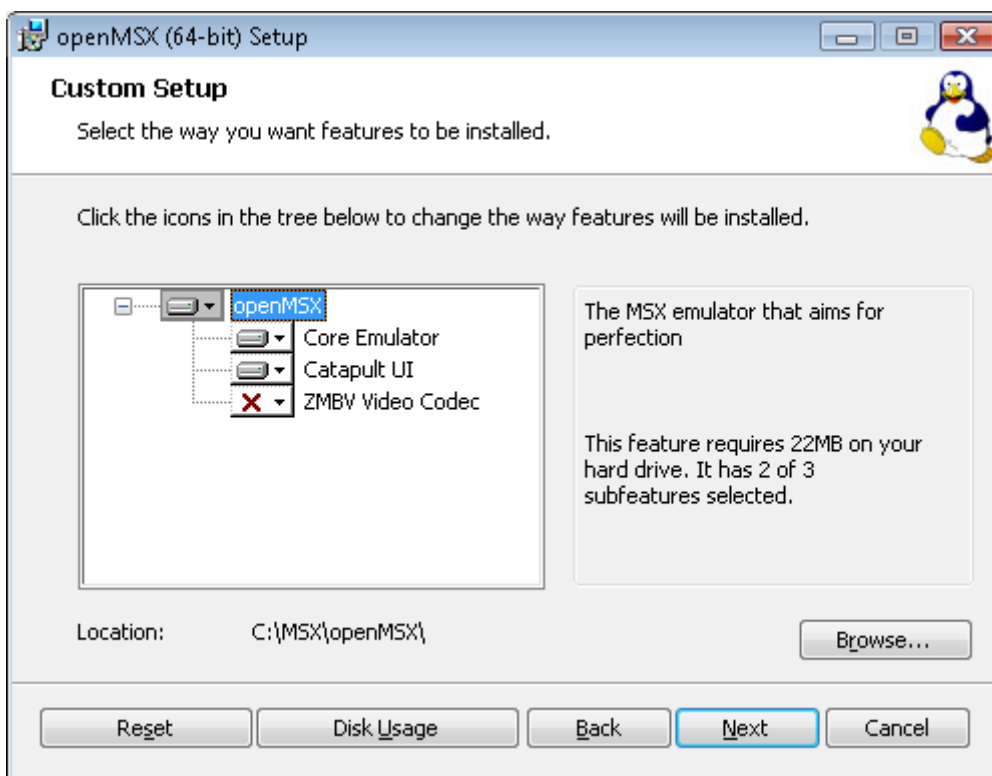 openMSX (64-bit) Setup
Custom Setup
Select the way you want features to be installed.
Click the icons in the tree below to change the way features will be installed.
openMSX
Core Emulator
Catapult UI
ZMBV Video Codec
The MSX emulator that aims for
perfection
This feature requires 22MB on your
hard drive. It has 2 of 3
subfeatures selected.
Location: C:\MSX\openMSX\
Browse...
Reset Disk Usage Back Next Cancel